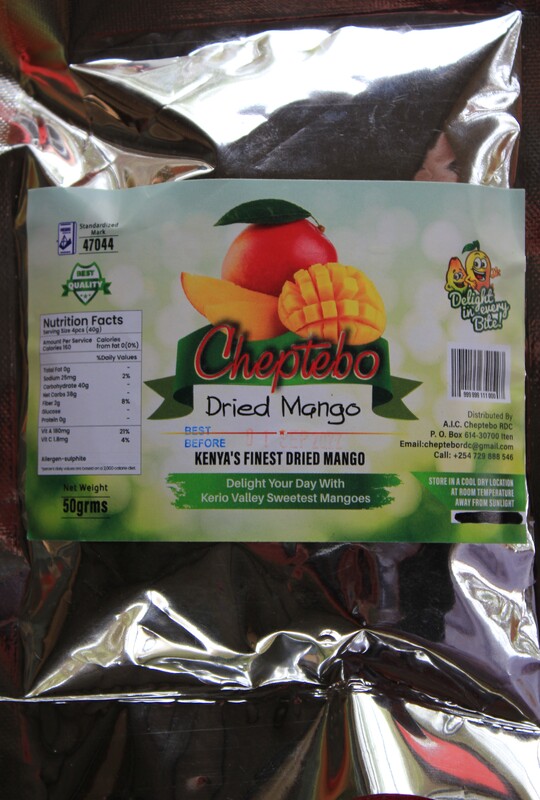 Standardized
Mark
47044
BEST
QUALITY
Nutrition Facts
Serving Size 4pcs (40g)
Amount Per Service
Calories 160
Calories
from Fat 0(0%)
%Daily Values
Total Fat 0g -
Sodium 25mg 2%
Carbohydrate 40g -
Net Carbs 38g -
Fiber 2g 8%
Glucose -
Protein 0g -
Vit A 180mg 21%
Vit C 1.8mg 4%
Allergen-sulphite
Net Weight
50grms
Cheptebo
Dried Mango
BEST
BEFORE
KENYA'S FINEST DRIED MANGO
Delight Your Day With
Kerio Valley Sweetest Mangoes
Delight
in every
Bite!
Distributed By
A.I.C. Cheptebo RDC
P. O. Box 614-30700 Iten
Email:cheptebordc@gmail.com
Call: +254 729 888 546
STORE IN A COOL DRY LOCATION
AT ROOM TEMPERATURE
AWAY FROM SUNLIGHT